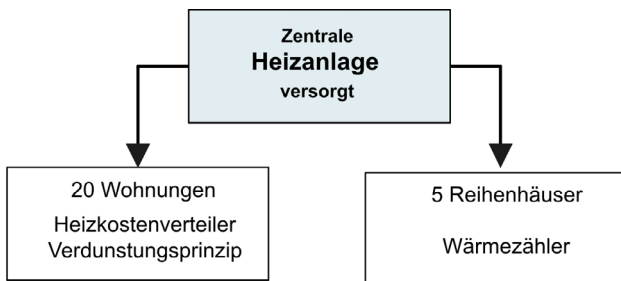 Zentrale
Heizanlage
versorgt
20 Wohnungen
Heizkostenverteiler
Verdunstungsprinzip
5 Reihenhäuser
Wärmezähler